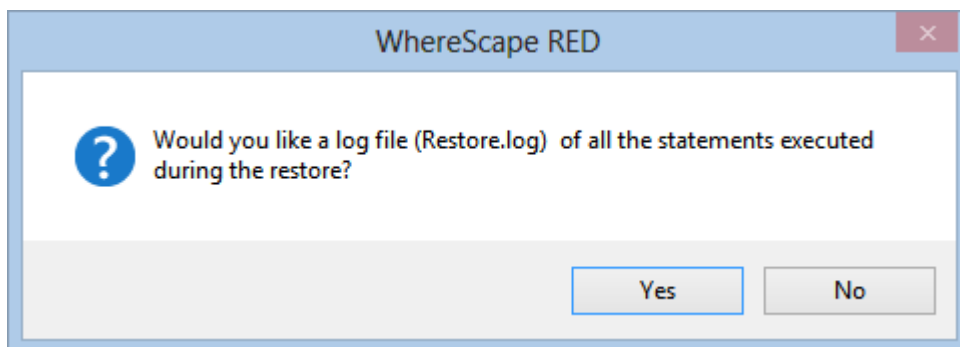 WhereScape RED
Would you like a log file (Restore.log)  of all the statements executed
during the restore?
Yes
No